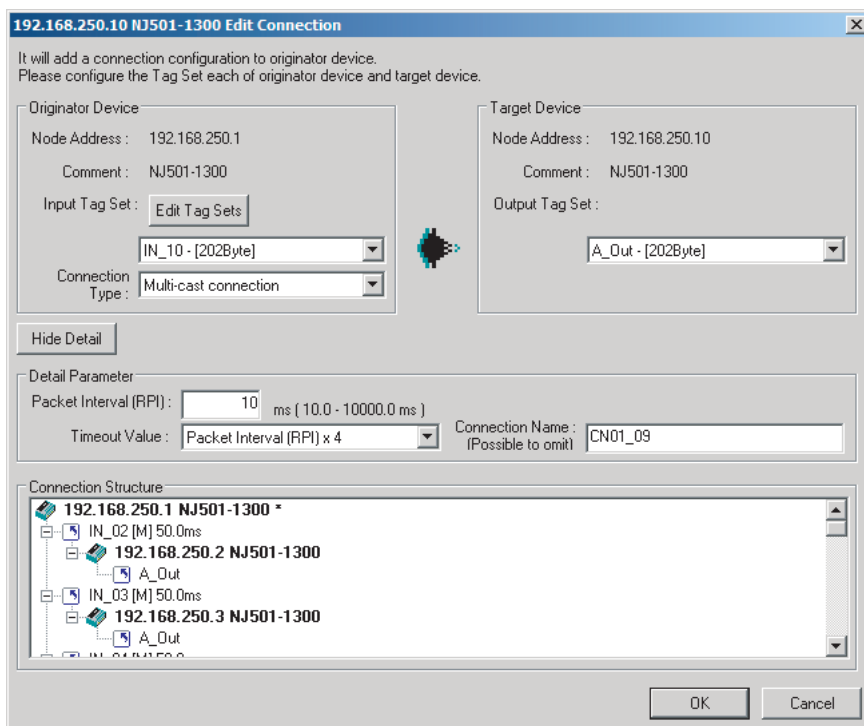 192.168.250.10 NJ501-1300 Edit Connection
It will add a connection configuration to originator device.
Please configure the Tag Set each of originator device and target device.
Originator Device
Node Address : 192.168.250.1
Comment : NJ501-1300
Input Tag Set : Edit Tag Sets
IN_10 - [202Byte]
Connection Type : Multi-cast connection
Target Device
Node Address : 192.168.250.10
Comment : NJ501-1300
Output Tag Set :
A_Out - [202Byte]
Hide Detail
Detail Parameter
Packet Interval (RPI) : 10 ms ( 10.0 - 10000.0 ms )
Timeout Value : Packet Interval (RPI) x 4
Connection Name : (Possible to omit) CN01_09
Connection Structure
192.168.250.1 NJ501-1300 *
IN_02 [M] 50.0ms
192.168.250.2 NJ501-1300
A_Out
IN_03 [M] 50.0ms
192.168.250.3 NJ501-1300
A_Out
OK Cancel